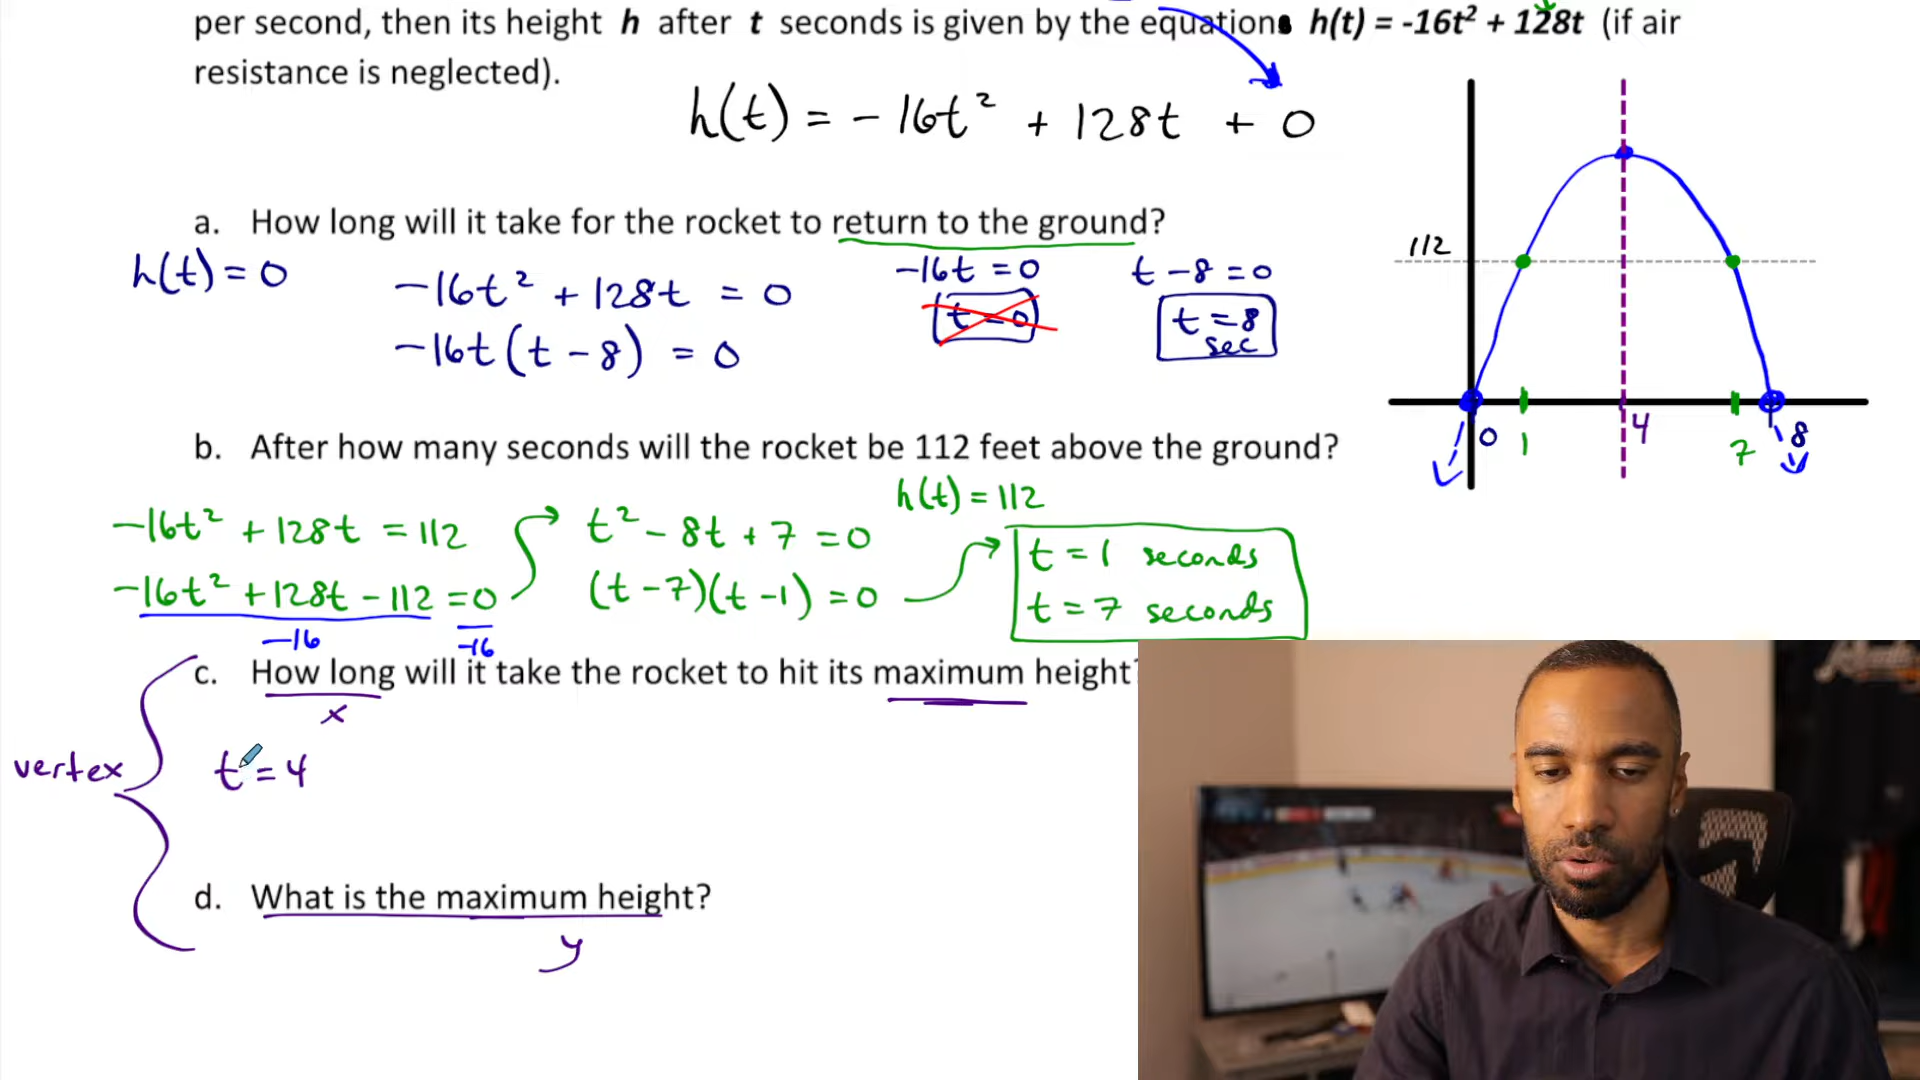 per second, then its height h after t seconds is given by the equations h(t) = -16t² + 128t (if air
resistance is neglected).
h(t) = -16t² + 128t + 0
a. How long will it take for the rocket to return to the ground?
h(t) = 0
-16t² + 128t = 0
-16t(t - 8) = 0
-16t = 0
t = 0
t - 8 = 0
t = 8
sec
112
0
1
4
7
8
b. After how many seconds will the rocket be 112 feet above the ground?
h(t) = 112
-16t² + 128t = 112
-16t² + 128t - 112 = 0
-16
-16
t² - 8t + 7 = 0
(t - 7)(t - 1) = 0
t = 1 seconds
t = 7 seconds
c. How long will it take the rocket to hit its maximum height?
x
vertex
t = 4
d. What is the maximum height?
y